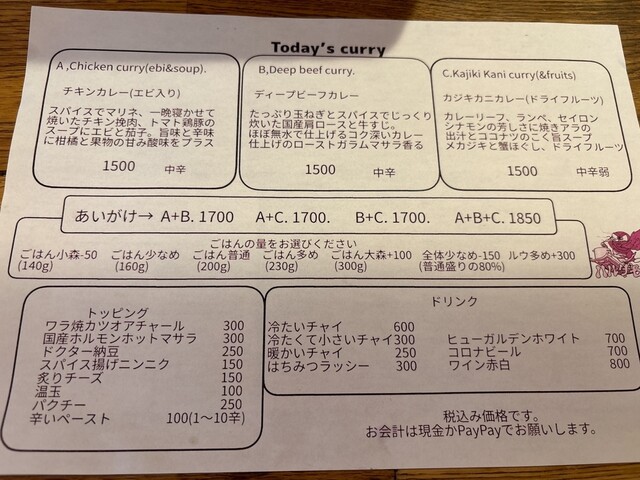 Today's curry
A ,Chicken curry(ebi&soup).
チキンカレー(エビ入り)
スパイスでマリネ、一晩寝かせて
焼いたチキン挽肉、トマト鶏豚の
スープにエビと茄子。旨味と辛味
に柑橘と果物の甘み酸味をプラス
1500 中辛
B,Deep beef curry.
ディープビーフカレー
たっぷり玉ねぎとスパイスでじっくり
炊いた国産肩ロースと牛すじ。
ほぼ無水で仕上げるコク深いカレー
仕上げのローストガラムマサラ香る
1500 中辛
C.Kajiki Kani curry(&fruits)
カジキカニカレー(ドライフルーツ)
カレーリーフ、ランペ、セイロン
シナモンの芳しさに焼きアラの
出汁とココナツのこく旨スープ
メカジキと蟹ほぐし、ドライフルーツ
1500 中辛弱
あいがけ→ A+B. 1700 A+C. 1700. B+C. 1700. A+B+C. 1850
ごはんの量をお選びください
ごはん小森-50 ごはん少なめ ごはん普通 ごはん多め ごはん大森+100 全体少なめ-150 ルウ多め+300
(140g) (160g) (200g) (230g) (300g) (普通盛りの80%)
トッピング
ワラ焼カツオアチャール 300
国産ホルモンホットマサラ 300
ドクター納豆 250
スパイス揚げニンニク 150
炙りチーズ 150
温玉 100
パクチー 250
辛いペースト 100(1～10辛)
ドリンク
冷たいチャイ 600
冷たくて小さいチャイ300
暖かいチャイ 250
はちみつラッシー 300
ヒューガルデンホワイト 700
コロナビール 700
ワイン赤白 800
税込み価格です。
お会計は現金かPayPayでお願いします。